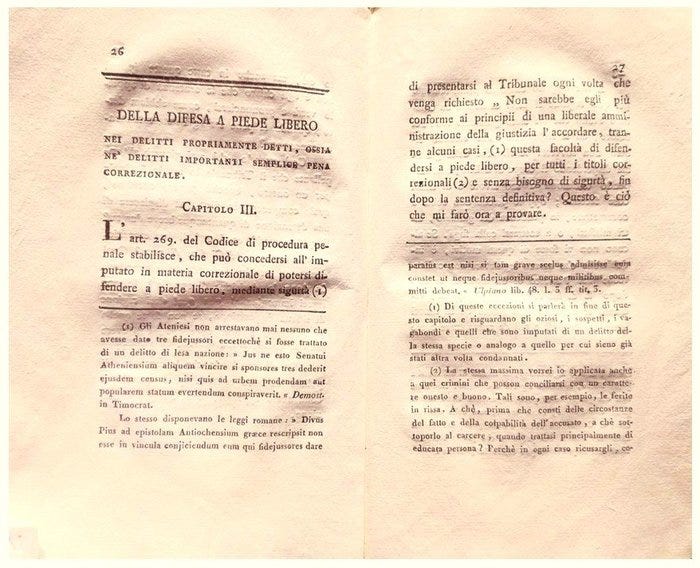 26
DELLA DIFESA A PIEDE LIBERO
NEI DELITTI PROPRIAMENTE DETTI, OSSIA
NE' DELITTI IMPORTANTI SEMPLICE PENA
CORREZIONALE.
CAPITOLO III.
L'art. 269. del Codice di procedura pe-
nale stabilisce, che può concedersi all' im-
putato in materia correzionale di potersi di-
fendere a piede libero, mediante sigurtà (1)
(1) Gli Ateniesi non arrestavano mai nessuno che
avesse dato tre fidejussori eccettochè si fosse trattato
di un delitto di lesa nazione: » Jus ne esto Senatui
Atheniensium aliquem vincire si sponsores tres dederit
ejusdem census, nisi quis ad urbem prodendam aut
popularem statum evertendum conspiraverit. « Demost.
in Timocrat.
Lo stesso disponevano le leggi romane: » Divus
Pius ad epistolam Antiochensium græce rescripsit non
esse in vincula conjiciendum eum qui fidejussores dare
27
di presentarsi al Tribunale ogni volta che
venga richiesto „ Non sarebbe egli più
conforme ai principii di una liberale ammi-
nistrazione della giustizia l' accordare, tran-
ne alcuni casi, (1) questa facoltà di difen-
dersi a piede libero, per tutti i titoli cor-
rezionali (2) e senza bisogno di sigurtà, fin
dopo la sentenza definitiva? Questo è ciò
che mi farò ora a provare.
paratus est nisi si tam grave scelus admisisse eum
constet ut neque fidejussoribus neque militibus com-
mitti debeat. « Ulpiano lib. 48. l. 3 ff. tit. 3.
(1) Di queste eccezioni si parlerà in fine di que-
sto capitolo e risguardano gli oziosi, i sospetti, i va-
gabondi e quelli che sono imputati di un delitto del-
la stessa specie o analogo a quello per cui sieno già
stati altra volta condannati.
(2) La stessa massima vorrei io applicata anche
a quei crimini che posson conciliarsi con un caratte-
re onesto e buono. Tali sono, per esempio, le ferite
in rissa. A chè, prima che consti delle circostanze
del fatto e della colpabilità dell' accusato, a chè sot-
toporlo al carcere, quando trattasi principalmente di
educata persona? Perchè in ogni caso ricusargli, co-